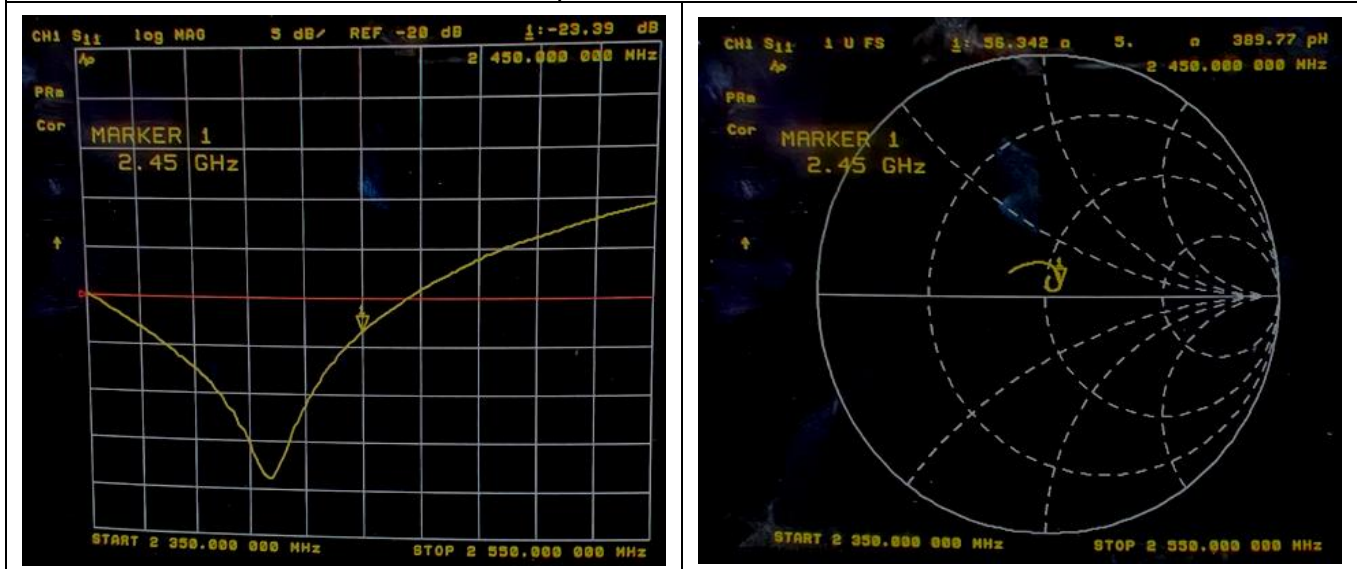 CH1 S11 log MAG 5 dB/ REF -20 dB 1:-23.39 dB
2 450.000 000 MHz
PRm
Cor
MARKER 1
2.45 GHz
START 2 350.000 000 MHz STOP 2 550.000 000 MHz
CH1 S11 1 U FS 1: 56.342 Ω 5. Ω 389.77 pH
2 450.000 000 MHz
PRm
Cor
MARKER 1
2.45 GHz
START 2 350.000 000 MHz STOP 2 550.000 000 MHz